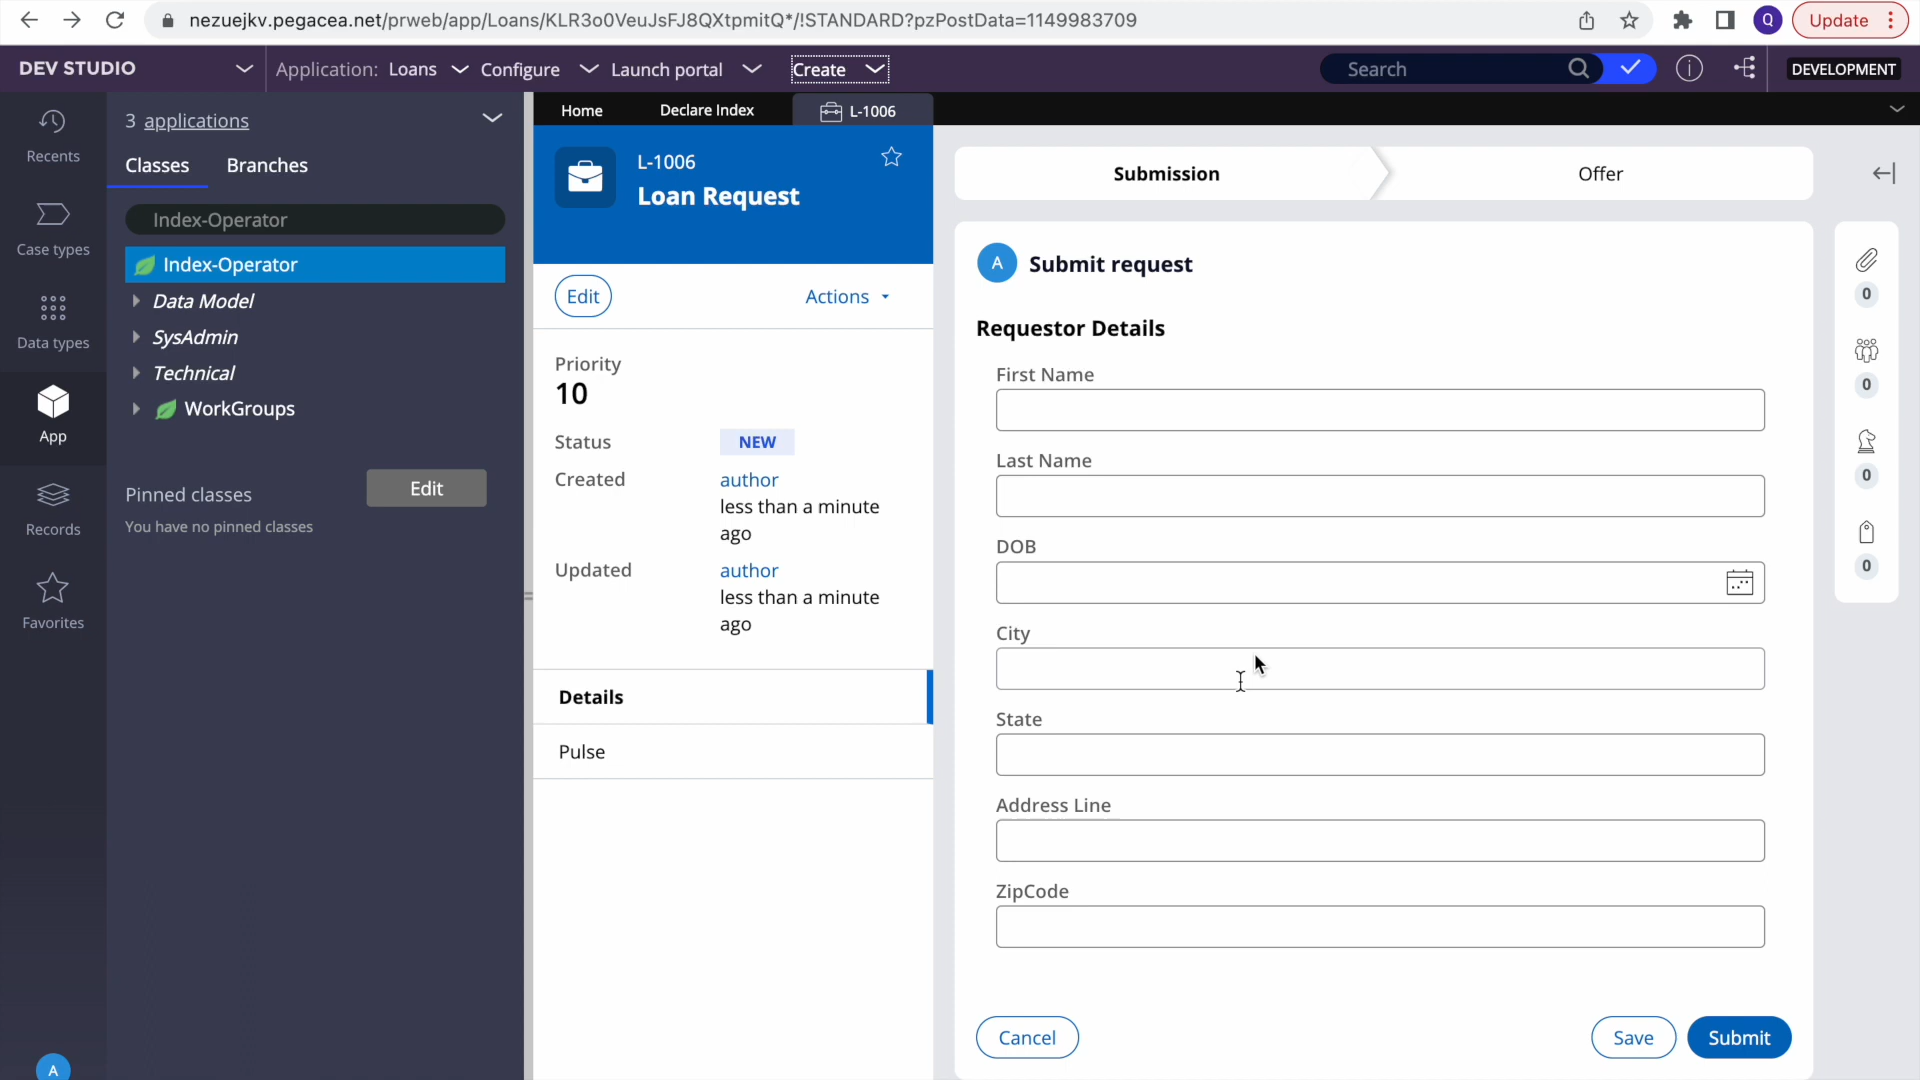 nezuejkv.pegacea.net/prweb/app/Loans/KLR3o0VeuJsFJ8QXtpmitQ*/!STANDARD?pzPostData=1149983709
Q
Update
DEV STUDIO
Application: Loans
Configure
Launch portal
Create
Search
DEVELOPMENT
Recents
Case types
Data types
App
Records
Favorites
A
3 applications
Classes
Branches
Index-Operator
Index-Operator
Data Model
SysAdmin
Technical
WorkGroups
Pinned classes
Edit
You have no pinned classes
Home
Declare Index
L-1006
L-1006
Loan Request
Edit
Actions
Priority
10
Status
NEW
Created
author
less than a minute
ago
Updated
author
less than a minute
ago
Details
Pulse
Submission
Offer
A
Submit request
Requestor Details
First Name
Last Name
DOB
City
State
Address Line
ZipCode
Cancel
Save
Submit
0
0
0
0